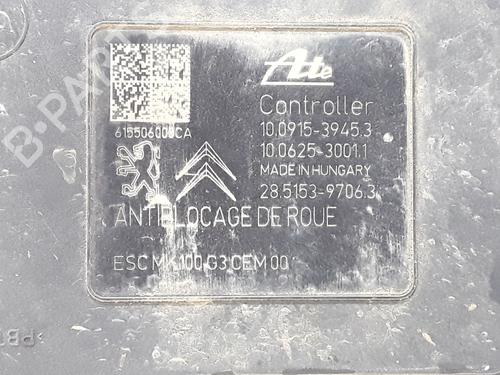 Ate
Controller
10.0915-3945.3
10.0625-3001.1
MADE IN HUNGARY
28.5153-9706.3
ANTIBLOCAGE DE ROUE
ESC MK100 G3 CEM 00
B-PARTS